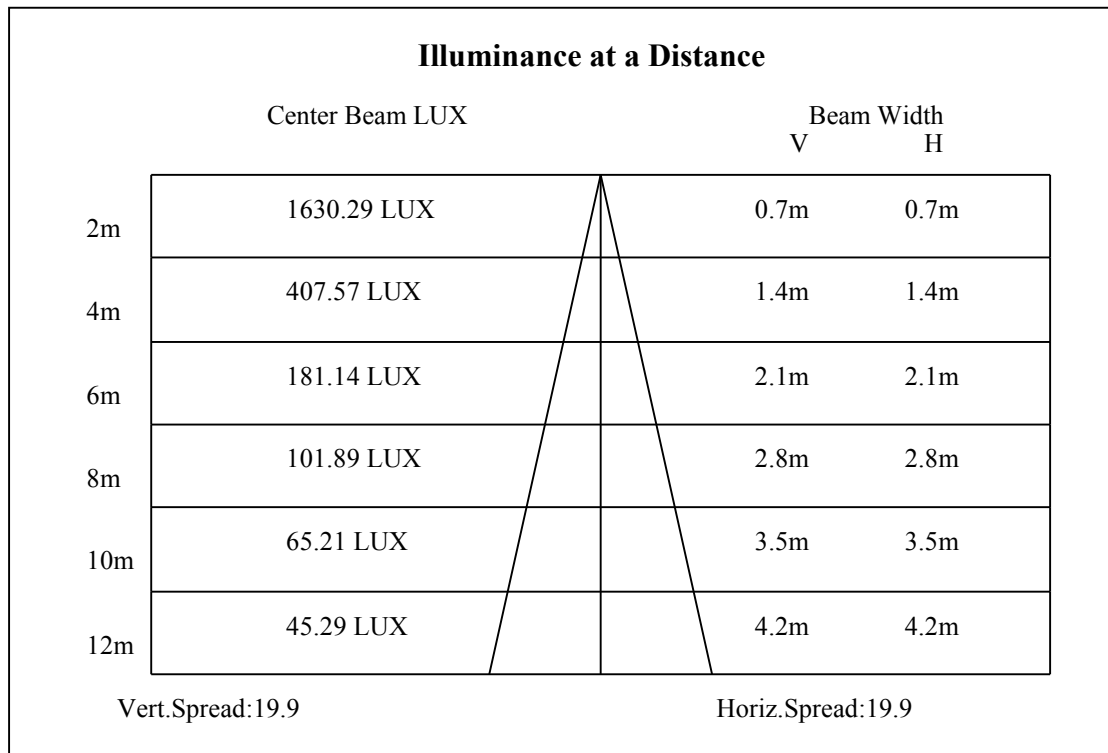 Illuminance at a Distance
Center Beam LUX Beam Width
V H
2m 1630.29 LUX 0.7m 0.7m
4m 407.57 LUX 1.4m 1.4m
6m 181.14 LUX 2.1m 2.1m
8m 101.89 LUX 2.8m 2.8m
10m 65.21 LUX 3.5m 3.5m
12m 45.29 LUX 4.2m 4.2m
Vert.Spread:19.9 Horiz.Spread:19.9